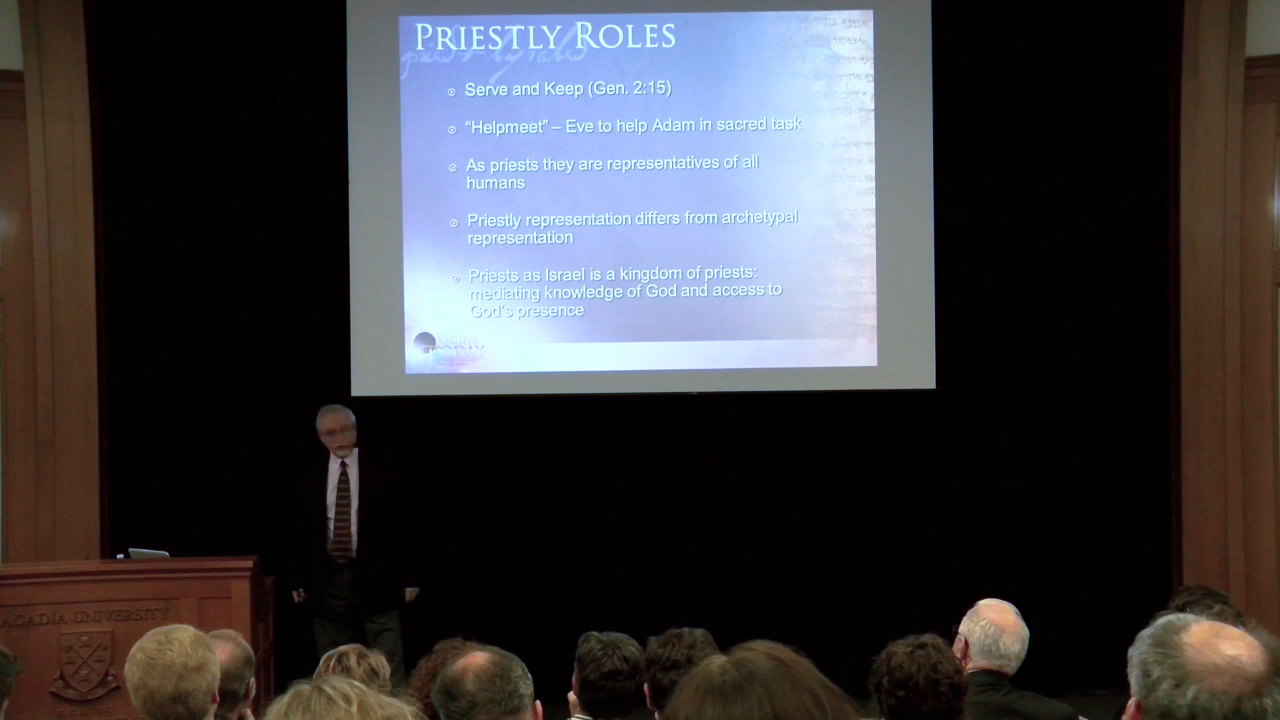 PRIESTLY ROLES
Serve and Keep (Gen. 2:15)
“Helpmeet” – Eve to help Adam in sacred task
As priests they are representatives of all
humans
Priestly representation differs from archetypal
representation
Priests as Israel is a kingdom of priests:
mediating knowledge of God and access to
God's presence
ACADIA UNIVERSITY